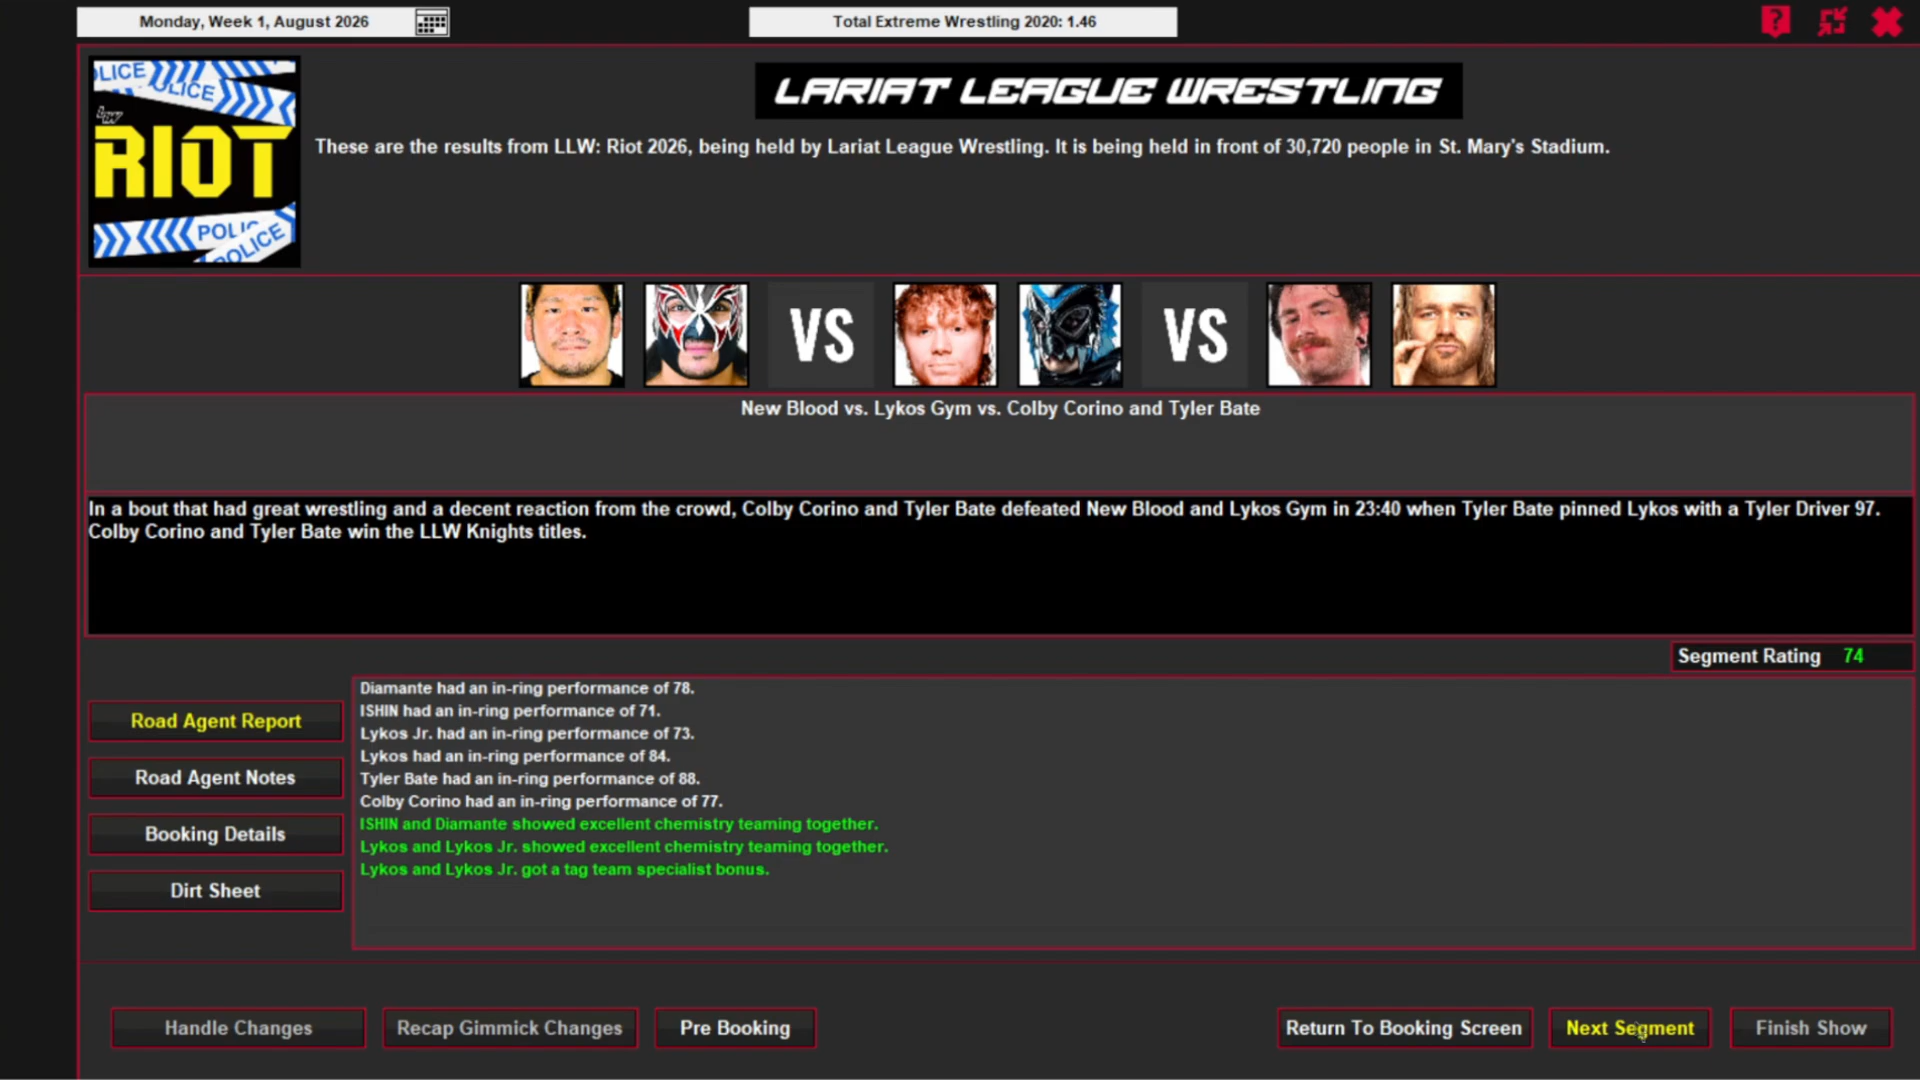 Monday, Week 1, August 2026
Total Extreme Wrestling 2020: 1.46
?
LICE
OLICE
RIOT
POLIC
POLICE
LARIAT LEAGUE WRESTLING
These are the results from LLW: Riot 2026, being held by Lariat League Wrestling. It is being held in front of 30,720 people in St. Mary's Stadium.
VS
VS
New Blood vs. Lykos Gym vs. Colby Corino and Tyler Bate
In a bout that had great wrestling and a decent reaction from the crowd, Colby Corino and Tyler Bate defeated New Blood and Lykos Gym in 23:40 when Tyler Bate pinned Lykos with a Tyler Driver 97.
Colby Corino and Tyler Bate win the LLW Knights titles.
Segment Rating 74
Road Agent Report
Road Agent Notes
Booking Details
Dirt Sheet
Diamante had an in-ring performance of 78.
ISHIN had an in-ring performance of 71.
Lykos Jr. had an in-ring performance of 73.
Lykos had an in-ring performance of 84.
Tyler Bate had an in-ring performance of 88.
Colby Corino had an in-ring performance of 77.
ISHIN and Diamante showed excellent chemistry teaming together.
Lykos and Lykos Jr. showed excellent chemistry teaming together.
Lykos and Lykos Jr. got a tag team specialist bonus.
Handle Changes
Recap Gimmick Changes
Pre Booking
Return To Booking Screen
Next Segment
Finish Show